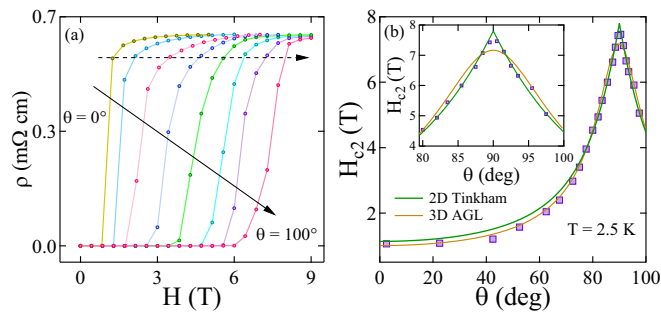 (a)
0.7
0.3
0.0
ρ (mΩ cm)
θ = 0°
θ = 100°
0 3 6 9
H (T)
(b)
8
7
6
5
4
H_c2 (T)
80 85 90 95 100
θ (deg)
8
6
4
2
H_c2 (T)
2D Tinkham
3D AGL
T = 2.5 K
0 20 40 60 80 100
θ (deg)